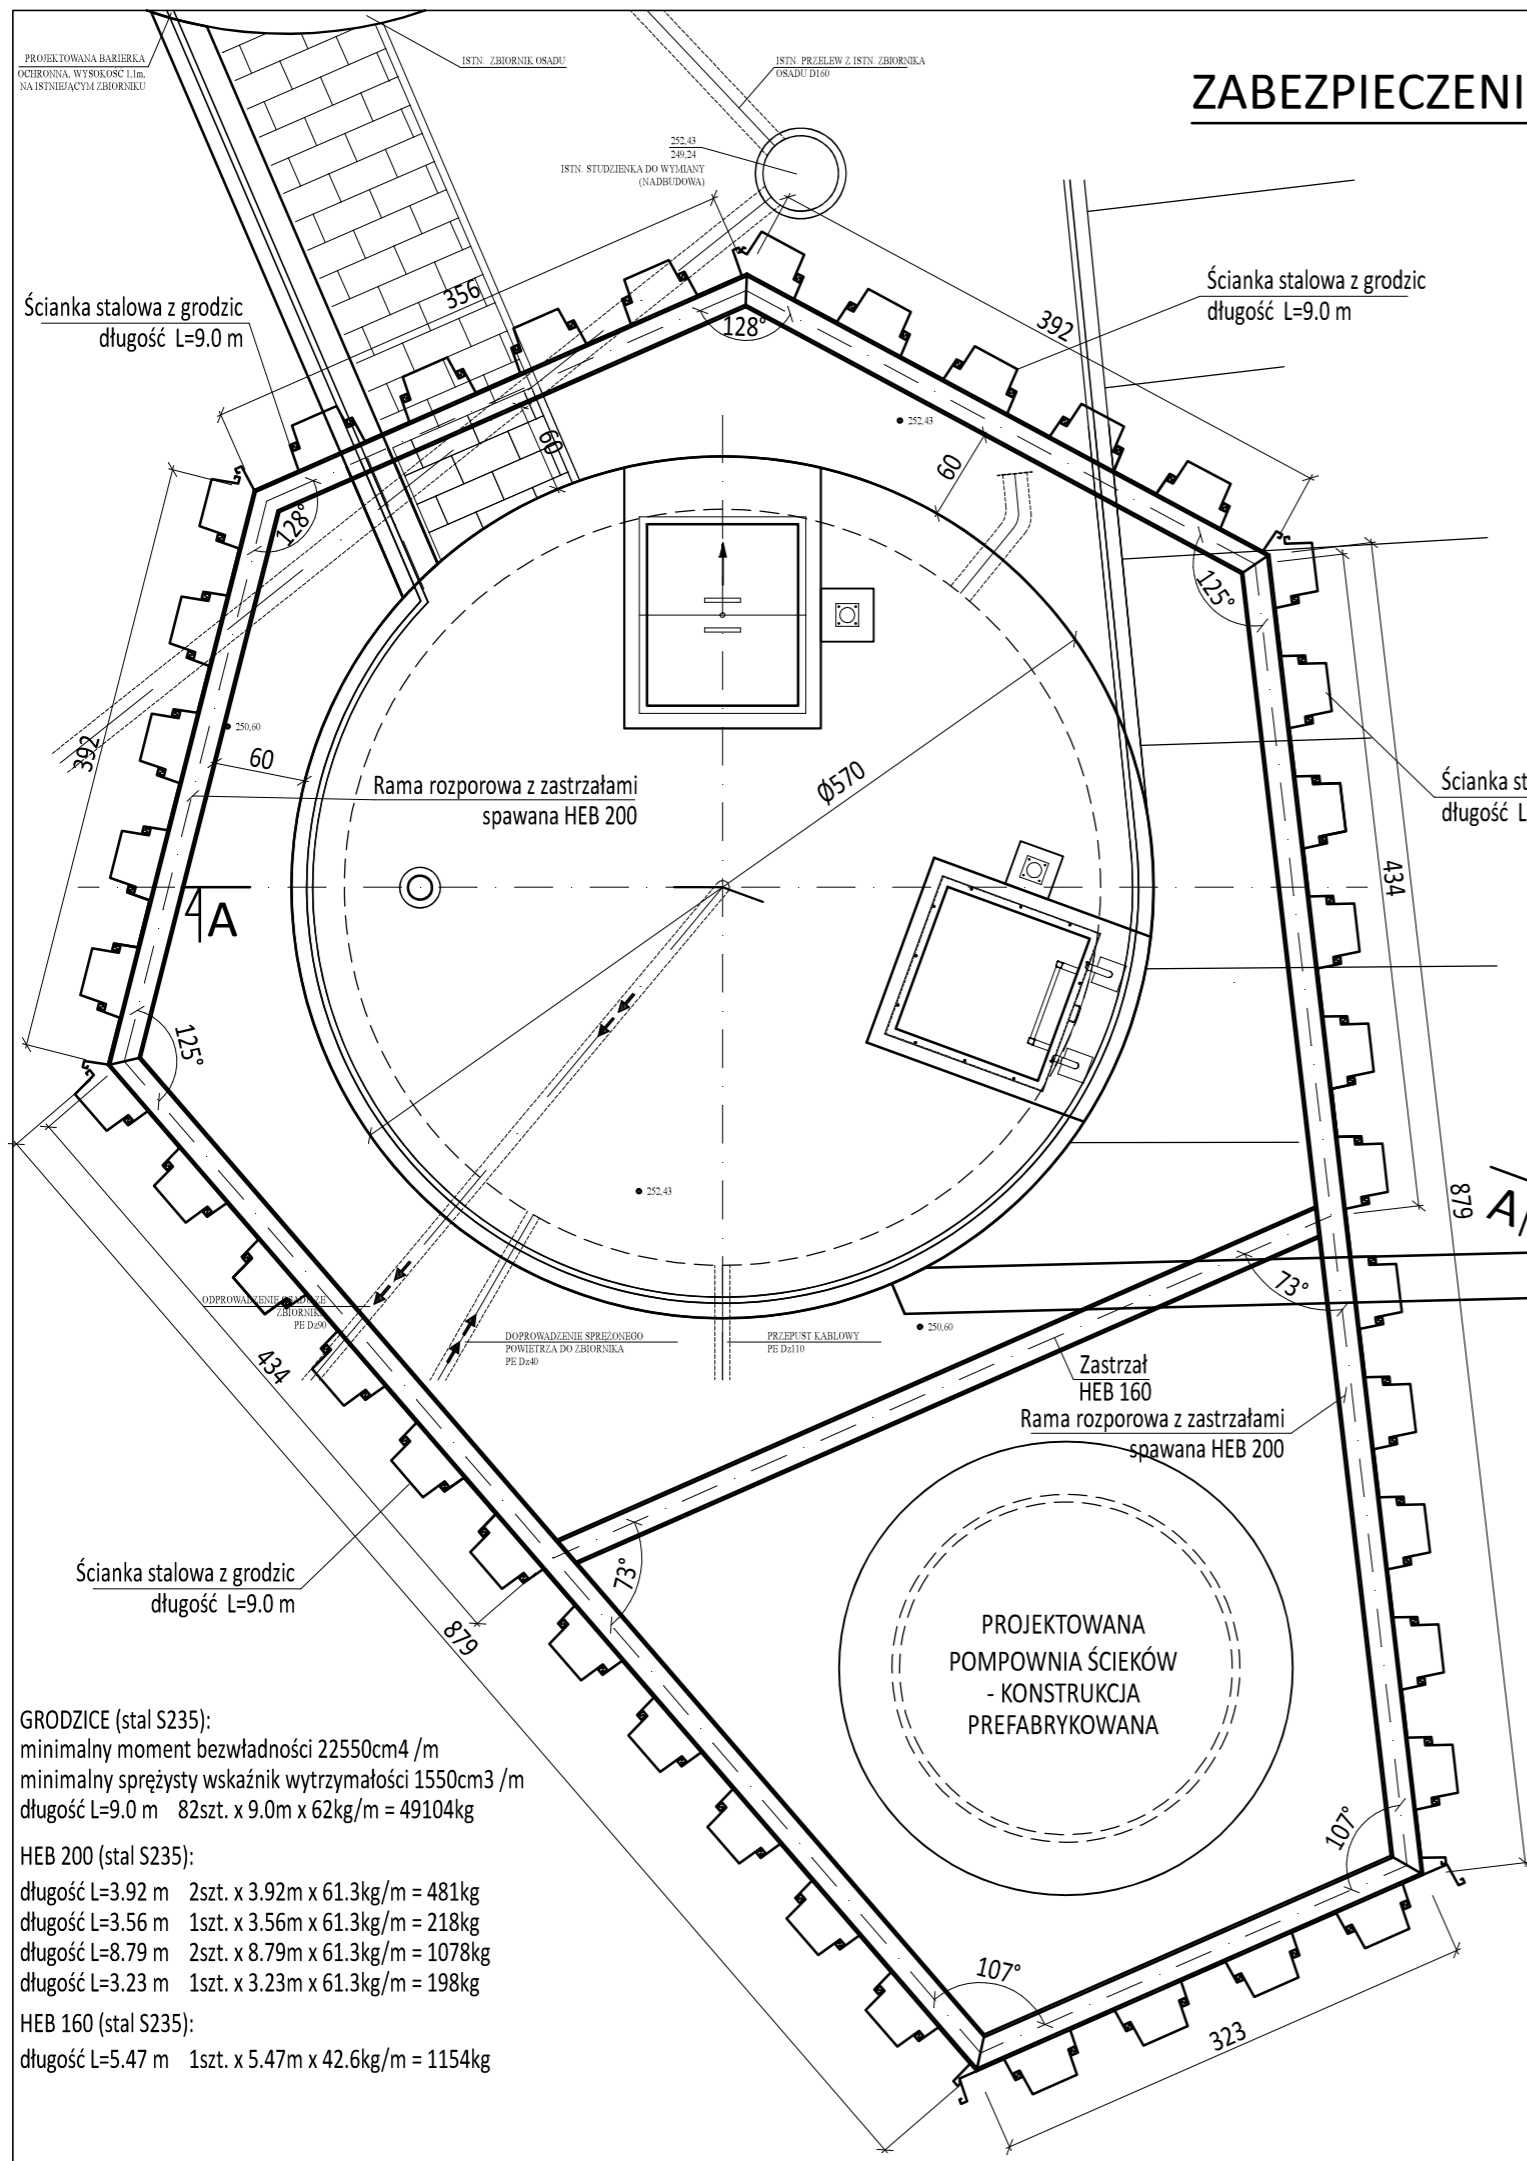 PROJEKTOWANA BARIERKA
OCHRONNA, WYSOKOŚĆ 1,1m,
NA ISTNIEJĄCYM ZBIORNIKU
ISTN. ZBIORNIK OSADU
ISTN. PRZELEW Z ISTN. ZBIORNIKA
OSADU D160
ZABEZPIECZENI
252,43
249,24
ISTN. STUDZIENKA DO WYMIANY
(NADBUDOWA)
Ścianka stalowa z grodzic
długość L=9.0 m
356
128°
392
Ścianka stalowa z grodzic
długość L=9.0 m
252,43
60
60
128°
125°
392
250,60
60
Rama rozporowa z zastrzałami
spawana HEB 200
Ø570
Ścianka st
długość L
434
A
125°
252,43
879
A
73°
ODPROWADZENIE OSADU ZE
ZBIORNIKA
PE Dz90
DOPROWADZENIE SPRĘŻONEGO
POWIETRZA DO ZBIORNIKA
PE Dz40
PRZEPUST KABLOWY
PE Dz110
250,60
434
Zastrzał
HEB 160
Rama rozporowa z zastrzałami
spawana HEB 200
Ścianka stalowa z grodzic
długość L=9.0 m
73°
879
PROJEKTOWANA
POMPOWNIA ŚCIEKÓW
- KONSTRUKCJA
PREFABRYKOWANA
GRODZICE (stal S235):
minimalny moment bezwładności 22550cm4 /m
minimalny sprężysty wskaźnik wytrzymałości 1550cm3 /m
długość L=9.0 m 82szt. x 9.0m x 62kg/m = 49104kg
107°
HEB 200 (stal S235):
długość L=3.92 m 2szt. x 3.92m x 61.3kg/m = 481kg
długość L=3.56 m 1szt. x 3.56m x 61.3kg/m = 218kg
długość L=8.79 m 2szt. x 8.79m x 61.3kg/m = 1078kg
długość L=3.23 m 1szt. x 3.23m x 61.3kg/m = 198kg
107°
323
HEB 160 (stal S235):
długość L=5.47 m 1szt. x 5.47m x 42.6kg/m = 1154kg